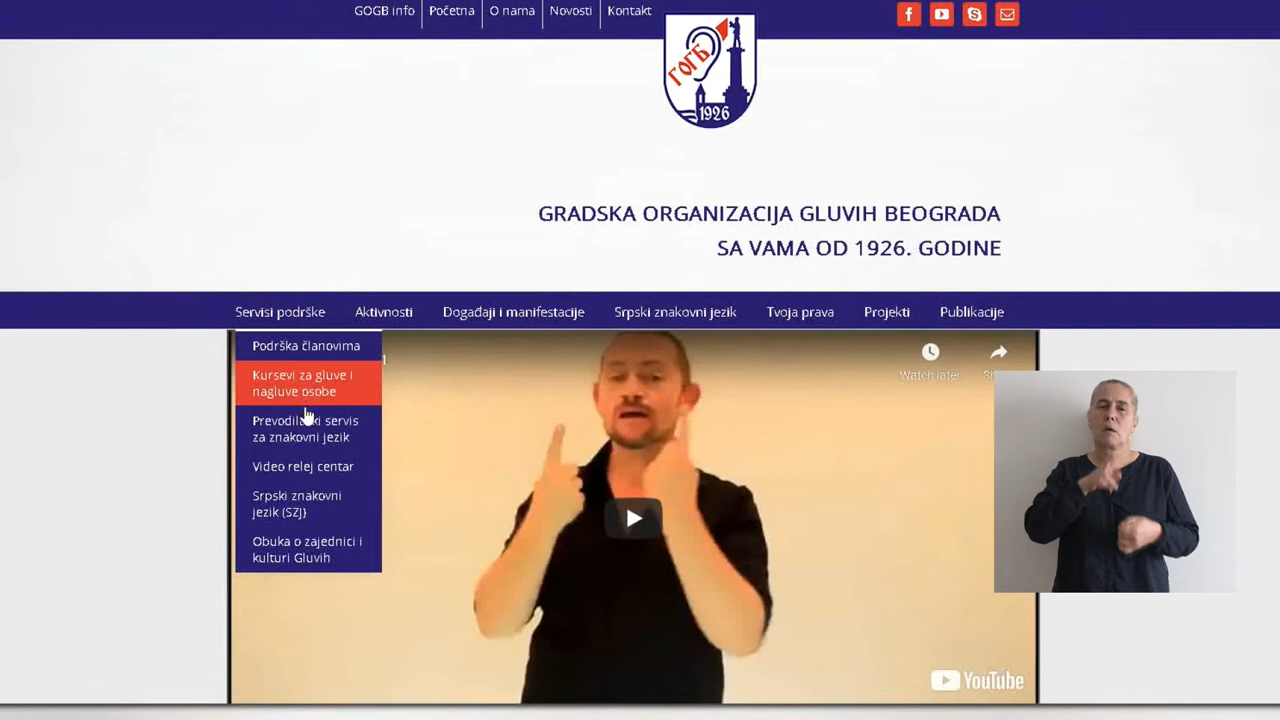 GOGB info
Početna
O nama
Novosti
Kontakt
ГОГБ
1926
GRADSKA ORGANIZACIJA GLUVIH BEOGRADA
SA VAMA OD 1926. GODINE
Servisi podrške
Aktivnosti
Događaji i manifestacije
Srpski znakovni jezik
Tvoja prava
Projekti
Publikacije
Podrška članovima
Kursevi za gluve i
nagluve osobe
servis
za znakovni jezik
Video relej centar
Srpski znakovni
jezik (SZJ)
Obuka o zajednici i
kulturi Gluvih
Watch later
YouTube